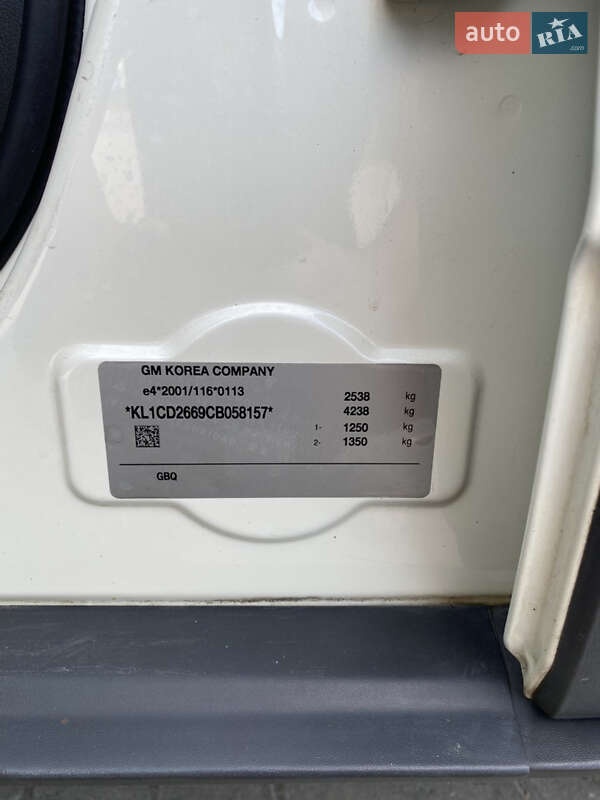 auto RIA .com
GM KOREA COMPANY
e4*2001/116*0113
2538 kg
*KL1CD2669CB058157*
4238 kg
1- 1250 kg
2- 1350 kg
GBQ